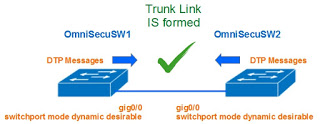 Trunk Link
IS formed
OmniSecuSW1
OmniSecuSW2
DTP Messages
DTP Messages
gig0/0
gig0/0
switchport mode dynamic desirable
switchport mode dynamic desirable